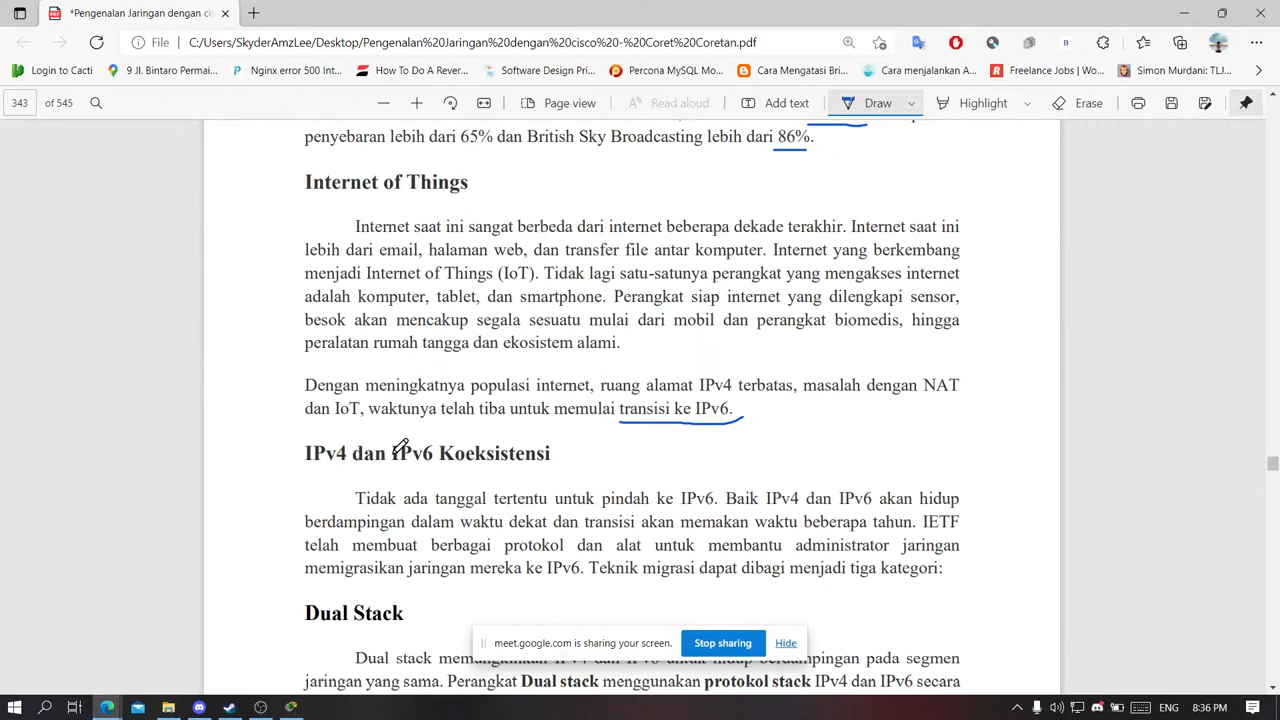 *Pengenalan Jaringan dengan cis
File C:/Users/SkyderAmzLee/Desktop/Pengenalan%20Jaringan%20dengan%20cisco%20-%20Coret%20Coretan.pdf
Login to Cacti 9 Jl. Bintaro Permai... Nginx error 500 Int... How To Do A Rever... Software Design Pri... Percona MySQL Mo... Cara Mengatasi Bri... Cara menjalankan A... Freelance Jobs | Wo... Simon Murdani: TLJ...
343 of 545 Page view Read aloud Add text Draw Highlight Erase
penyebaran lebih dari 65% dan British Sky Broadcasting lebih dari 86%.
Internet of Things
Internet saat ini sangat berbeda dari internet beberapa dekade terakhir. Internet saat ini
lebih dari email, halaman web, dan transfer file antar komputer. Internet yang berkembang
menjadi Internet of Things (IoT). Tidak lagi satu-satunya perangkat yang mengakses internet
adalah komputer, tablet, dan smartphone. Perangkat siap internet yang dilengkapi sensor,
besok akan mencakup segala sesuatu mulai dari mobil dan perangkat biomedis, hingga
peralatan rumah tangga dan ekosistem alami.
Dengan meningkatnya populasi internet, ruang alamat IPv4 terbatas, masalah dengan NAT
dan IoT, waktunya telah tiba untuk memulai transisi ke IPv6.
IPv4 dan IPv6 Koeksistensi
Tidak ada tanggal tertentu untuk pindah ke IPv6. Baik IPv4 dan IPv6 akan hidup
berdampingan dalam waktu dekat dan transisi akan memakan waktu beberapa tahun. IETF
telah membuat berbagai protokol dan alat untuk membantu administrator jaringan
memigrasikan jaringan mereka ke IPv6. Teknik migrasi dapat dibagi menjadi tiga kategori:
Dual Stack
meet.google.com is sharing your screen. Stop sharing Hide
Dual stack memungkinkan IPv4 dan IPv6 untuk hidup berdampingan pada segmen
jaringan yang sama. Perangkat Dual stack menggunakan protokol stack IPv4 dan IPv6 secara
ENG 8:36 PM